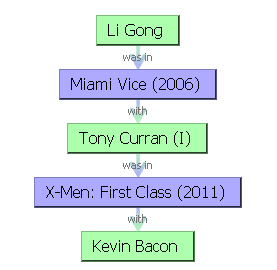 Li Gong
was in
Miami Vice (2006)
with
Tony Curran (I)
was in
X-Men: First Class (2011)
with
Kevin Bacon